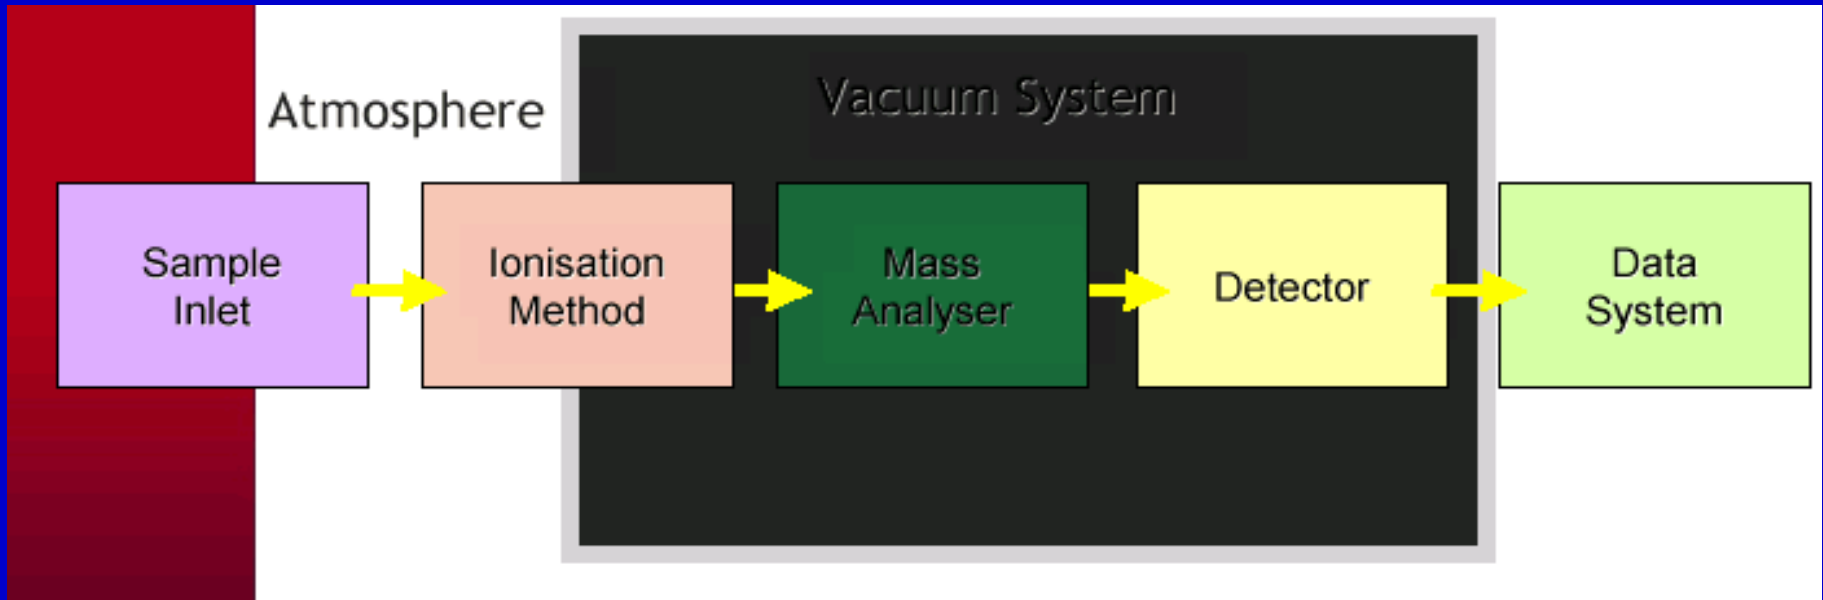 Atmosphere
Vacuum System
Sample
Inlet
Ionisation
Method
Mass
Analyser
Detector
Data
System